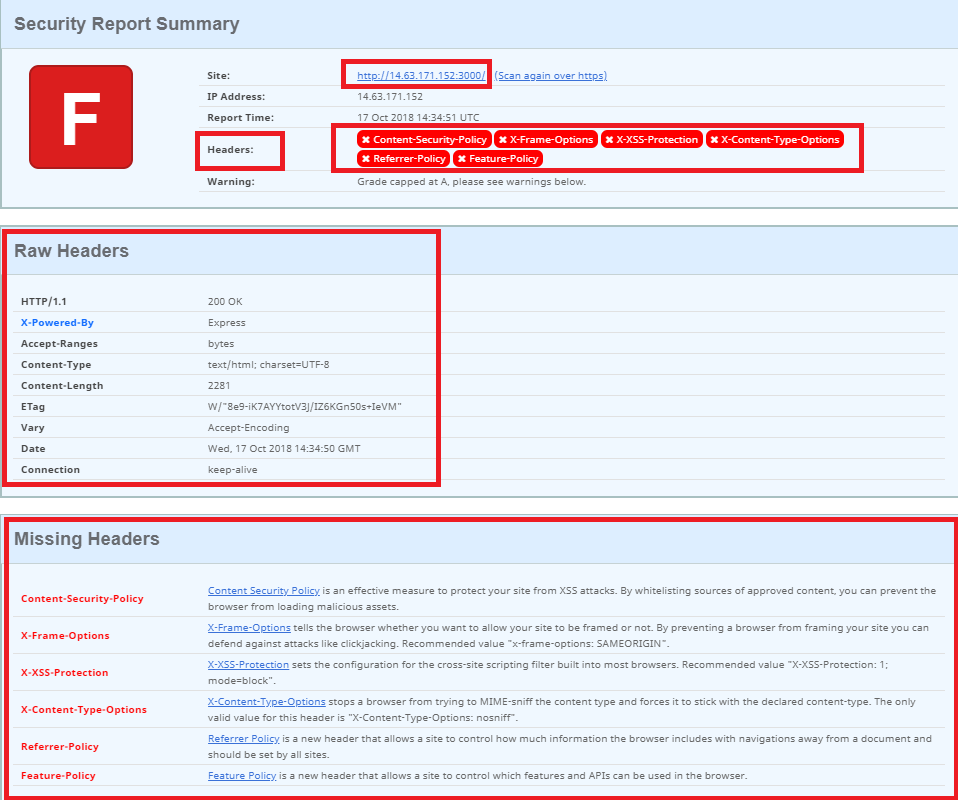 Security Report Summary
F
Site: http://14.63.171.152:3000/ (Scan again over https)
IP Address: 14.63.171.152
Report Time: 17 Oct 2018 14:34:51 UTC
Headers: ✖ Content-Security-Policy ✖ X-Frame-Options ✖ X-XSS-Protection ✖ X-Content-Type-Options
✖ Referrer-Policy ✖ Feature-Policy
Warning: Grade capped at A, please see warnings below.
Raw Headers
HTTP/1.1 200 OK
X-Powered-By Express
Accept-Ranges bytes
Content-Type text/html; charset=UTF-8
Content-Length 2281
ETag W/"8e9-iK7AYYtotV3J/IZ6KGn50s+IeVM"
Vary Accept-Encoding
Date Wed, 17 Oct 2018 14:34:50 GMT
Connection keep-alive
Missing Headers
Content-Security-Policy Content Security Policy is an effective measure to protect your site from XSS attacks. By whitelisting sources of approved content, you can prevent the
browser from loading malicious assets.
X-Frame-Options X-Frame-Options tells the browser whether you want to allow your site to be framed or not. By preventing a browser from framing your site you can
defend against attacks like clickjacking. Recommended value "x-frame-options: SAMEORIGIN".
X-XSS-Protection X-XSS-Protection sets the configuration for the cross-site scripting filter built into most browsers. Recommended value "X-XSS-Protection: 1;
mode=block".
X-Content-Type-Options X-Content-Type-Options stops a browser from trying to MIME-sniff the content type and forces it to stick with the declared content-type. The only
valid value for this header is "X-Content-Type-Options: nosniff".
Referrer-Policy Referrer Policy is a new header that allows a site to control how much information the browser includes with navigations away from a document and
should be set by all sites.
Feature-Policy Feature Policy is a new header that allows a site to control which features and APIs can be used in the browser.